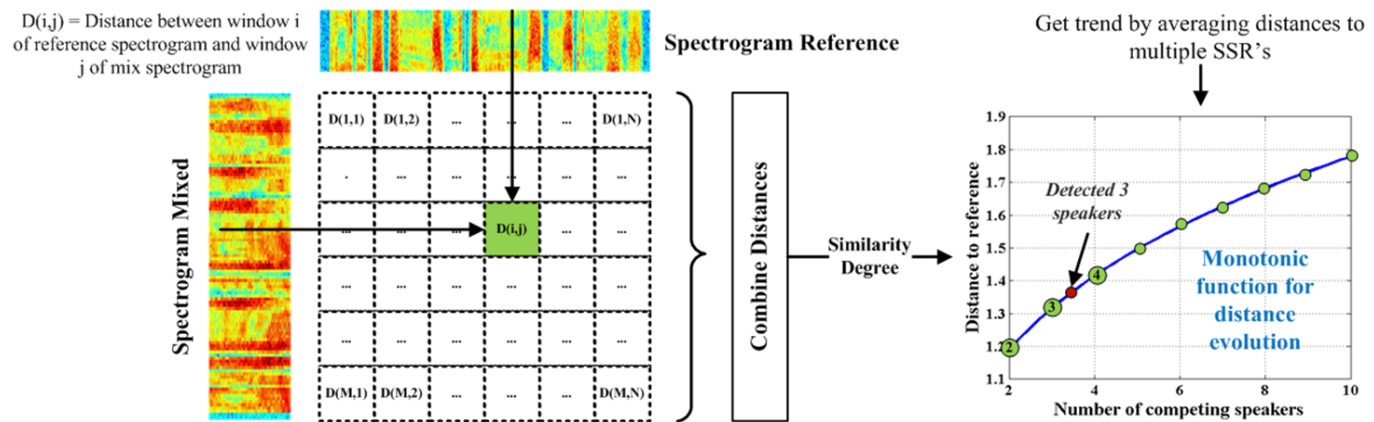 D(i,j) = Distance between window i
of reference spectrogram and window
j of mix spectrogram
Spectrogram Reference
Get trend by averaging distances to
multiple SSR’s
Spectrogram Mixed
D(1,1) D(1,2) ... ... ... D(1,N)
. ... ... ... ... ...
... D(i,j) ... ...
... ... ... ... ... ...
... ... ... ... ... ...
D(M,1) D(M,2) ... ... ... D(M,N)
Combine Distances
Similarity
Degree
Distance to reference
1.9
1.8
1.7
1.6
1.5
1.4
1.3
1.2
1.1
Detected 3
speakers
2
3
4
Monotonic
function for
distance
evolution
2 4 6 8 10
Number of competing speakers